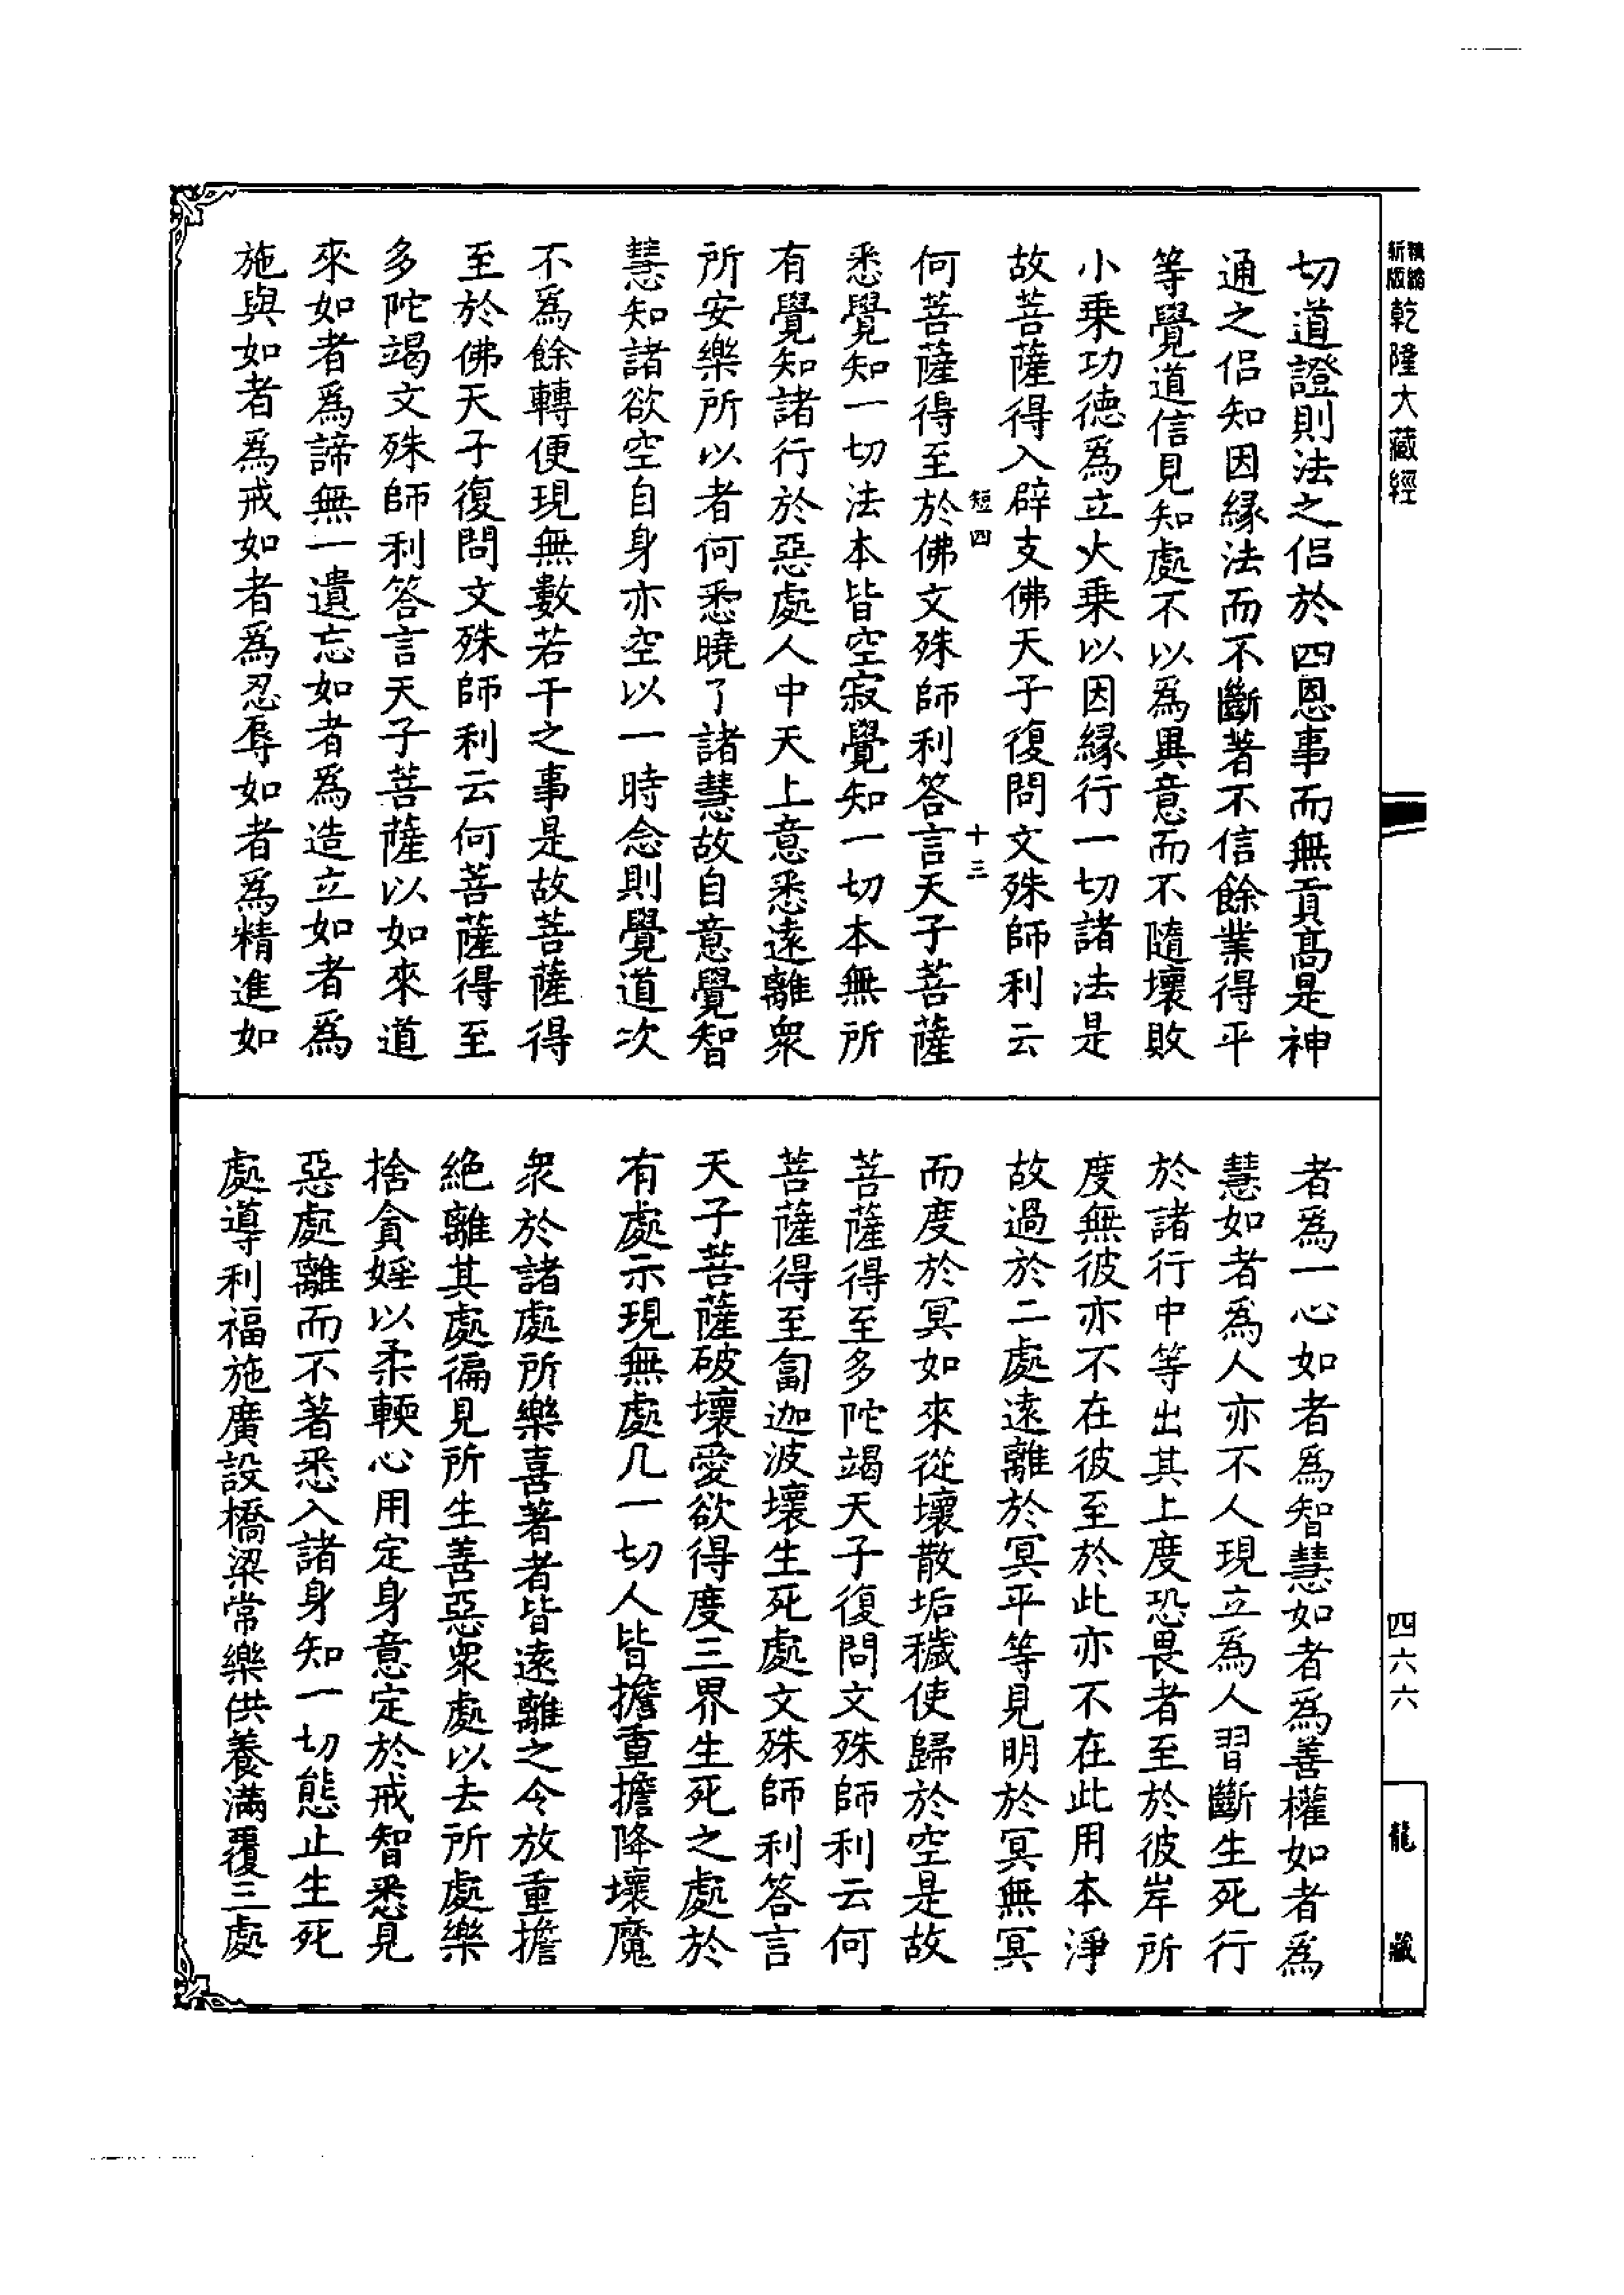 新版精縮乾隆大藏經
四六六
龍藏
切道證則法之侣於四恩事而無貢高是神
通之侣知因縁法而不斷著不信餘業得平
等覺道信見知處不以爲異意而不隨壞敗
小乗功德爲立大乗以因縁行一切諸法是
故菩薩得入辟支佛天子復問文殊師利云
短四 十三
何菩薩得至於佛文殊師利答言天子菩薩
悉覺知一切法本皆空寂覺知一切本無所
有覺知諸行於惡處人中天上意悉遠離衆
所安樂所以者何悉曉了諸慧故自意覺智
慧知諸欲空自身亦空以一時念則覺道次
不爲餘轉便現無數若干之事是故菩薩得
至於佛天子復問文殊師利云何菩薩得至
多陀竭文殊師利答言天子菩薩以如來道
來如者爲諦無一遺忘如者爲造立如者爲
施與如者爲戒如者爲忍辱如者爲精進如
者爲一心如者爲智慧如者爲善權如者爲
慧如者爲人亦不人現立爲人習斷生死行
於諸行中等出其上度恐畏者至於彼岸所
度無彼亦不在彼至於此亦不在此用本淨
故過於二處遠離於冥平等見明於冥無冥
而度於冥如來從壞散垢穢使歸於空是故
菩薩得至多陀竭天子復問文殊師利云何
菩薩得至匐迦波壞生死處文殊師利答言
天子菩薩破壞愛欲得度三界生死之處於
有處示現無處凡一切人皆擔重擔降壞魔
衆於諸處所樂喜著者皆遠離之令放重擔
絶離其處徧見所生善惡衆處以去所處樂
捨貪婬以柔輭心用定身意定於戒智悉見
惡處離而不著悉入諸身知一切態止生死
處導利福施廣設橋梁常樂供養滿覆三處